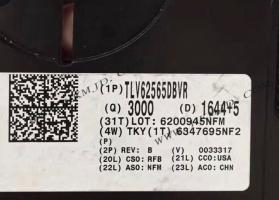 (1P)TLV62565DBVR
(Q) 3000 (D) 1644+5
(31T)LOT: 6200945NFM
(4W) TKY(1T) 6347695NF2
(P)
(2P) REV: B (V) 0033317
(20L) CSO: RFB (21L) CCO:USA
(22L) ASO: NFM (23L) ACO: CHN